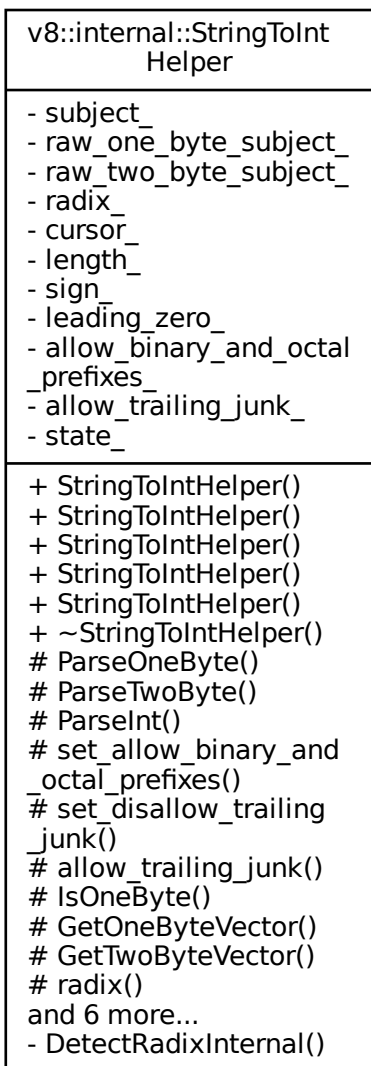 v8::internal::StringToInt
Helper
- subject_
- raw_one_byte_subject_
- raw_two_byte_subject_
- radix_
- cursor_
- length_
- sign_
- leading_zero_
- allow_binary_and_octal
_prefixes_
- allow_trailing_junk_
- state_
+ StringToIntHelper()
+ StringToIntHelper()
+ StringToIntHelper()
+ StringToIntHelper()
+ StringToIntHelper()
+ ~StringToIntHelper()
# ParseOneByte()
# ParseTwoByte()
# ParseInt()
# set_allow_binary_and
_octal_prefixes()
# set_disallow_trailing
_junk()
# allow_trailing_junk()
# IsOneByte()
# GetOneByteVector()
# GetTwoByteVector()
# radix()
and 6 more...
- DetectRadixInternal()